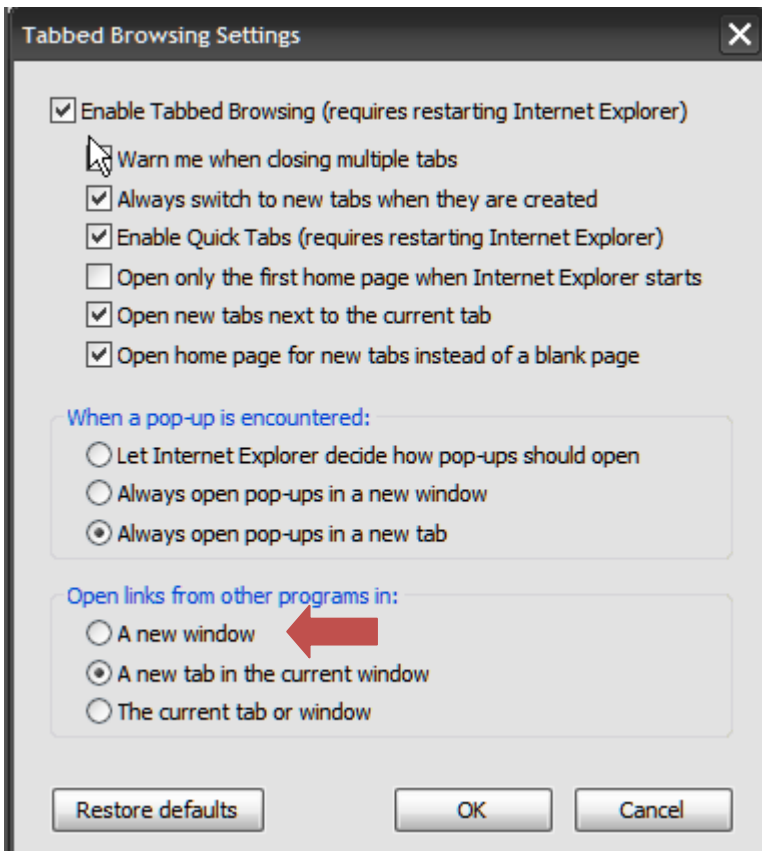 Tabbed Browsing Settings
Enable Tabbed Browsing (requires restarting Internet Explorer)
Warn me when closing multiple tabs
Always switch to new tabs when they are created
Enable Quick Tabs (requires restarting Internet Explorer)
Open only the first home page when Internet Explorer starts
Open new tabs next to the current tab
Open home page for new tabs instead of a blank page
When a pop-up is encountered:
Let Internet Explorer decide how pop-ups should open
Always open pop-ups in a new window
Always open pop-ups in a new tab
Open links from other programs in:
A new window
A new tab in the current window
The current tab or window
Restore defaults OK Cancel